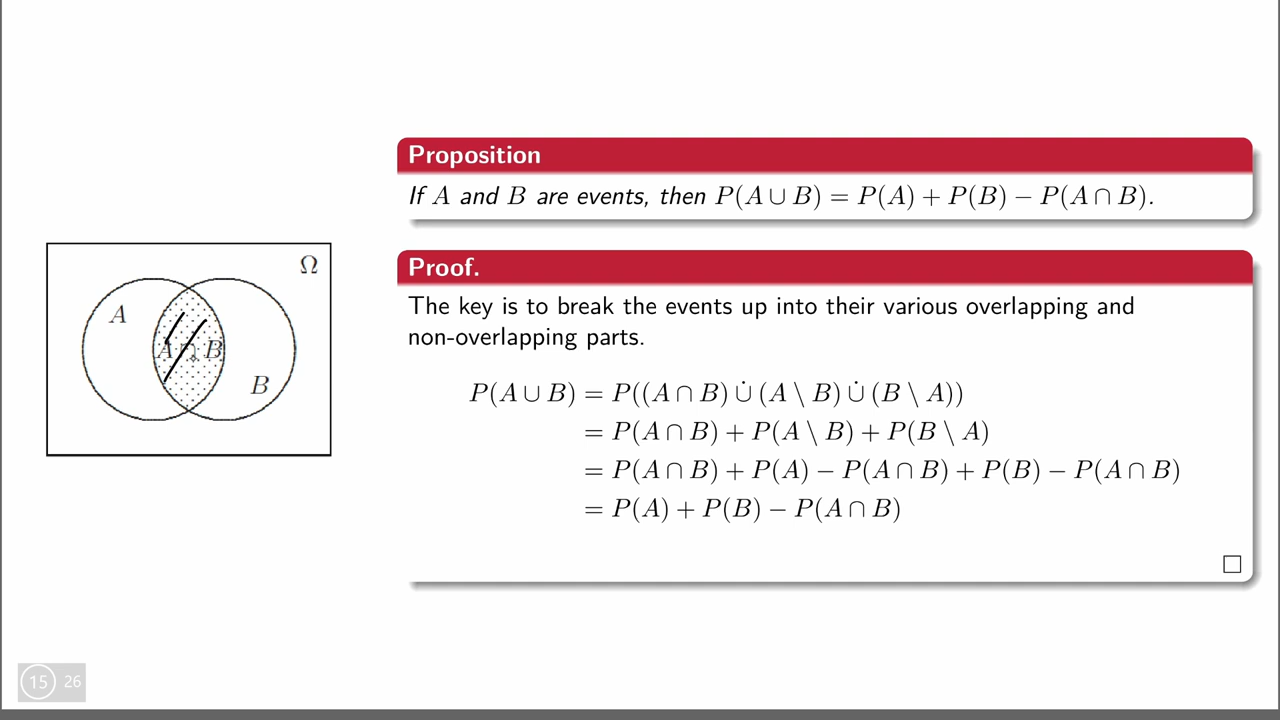 Proposition
If A and B are events, then P(A ∪ B) = P(A) + P(B) − P(A ∩ B).
Ω
A
A ∩ B
B
Proof.
The key is to break the events up into their various overlapping and
non-overlapping parts.
P(A ∪ B) = P((A ∩ B) ∪̇ (A \ B) ∪̇ (B \ A))
= P(A ∩ B) + P(A \ B) + P(B \ A)
= P(A ∩ B) + P(A) − P(A ∩ B) + P(B) − P(A ∩ B)
= P(A) + P(B) − P(A ∩ B)
□
15 26